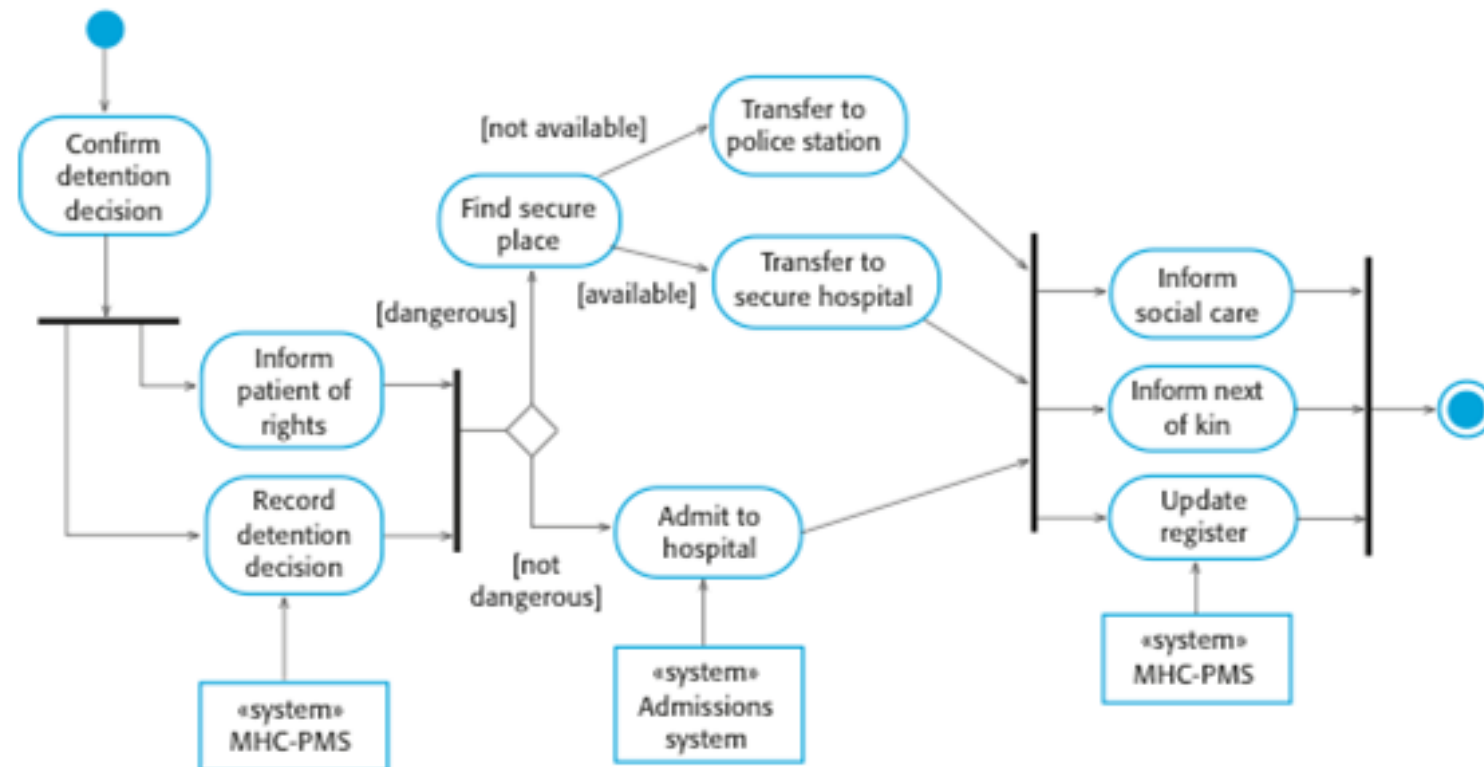 Confirm
detention
decision
Inform
patient of
rights
Record
detention
decision
«system»
MHC-PMS
[dangerous]
[not
dangerous]
Find secure
place
[not available]
[available]
Transfer to
police station
Transfer to
secure hospital
Admit to
hospital
«system»
Admissions
system
Inform
social care
Inform next
of kin
Update
register
«system»
MHC-PMS